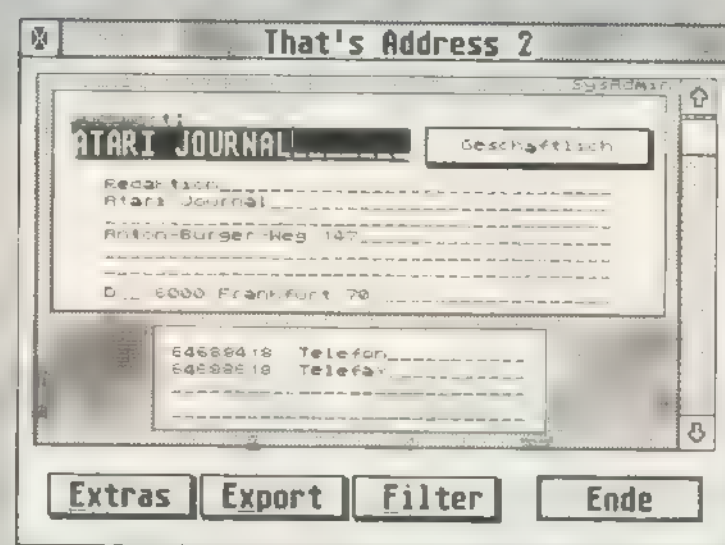 That's Address 2
SysAdmin
ATARI JOURNAL
Geschäftlich
Redaktion
Atari Journal
Anton-Burger-Weg 147
D 6000 Frankfurt 70
Telefon
Telefax
Extras Export Filter Ende